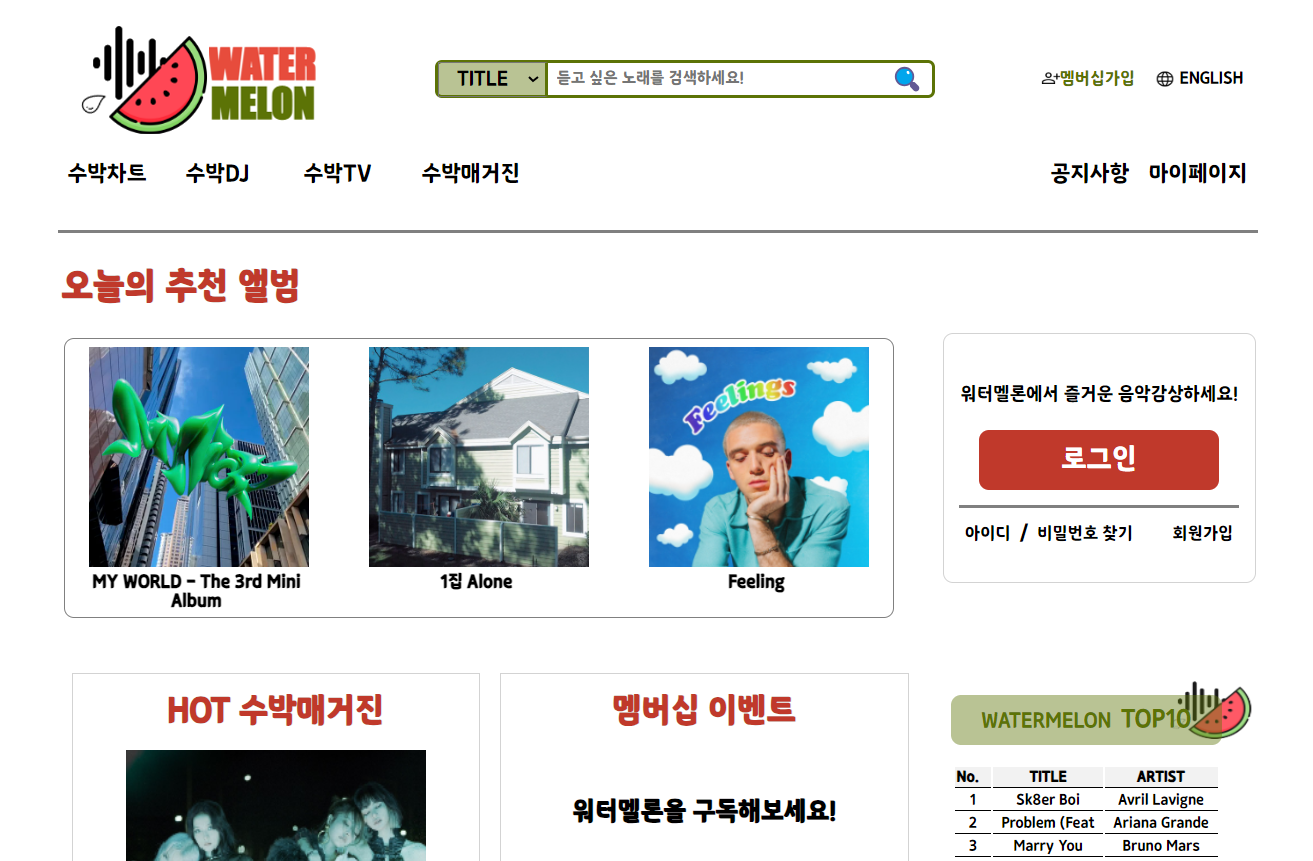 WATER
MELON
TITLE 듣고 싶은 노래를 검색하세요!
멤버십가입 ENGLISH
수박차트 수박DJ 수박TV 수박매거진 공지사항 마이페이지
오늘의 추천 앨범
Feelings
MY WORLD - The 3rd Mini
Album
1집 Alone
Feeling
워터멜론에서 즐거운 음악감상하세요!
로그인
아이디 / 비밀번호 찾기 회원가입
HOT 수박매거진
멤버십 이벤트
워터멜론을 구독해보세요!
WATERMELON TOP10
No. TITLE ARTIST
1 Sk8er Boi Avril Lavigne
2 Problem (Feat Ariana Grande
3 Marry You Bruno Mars